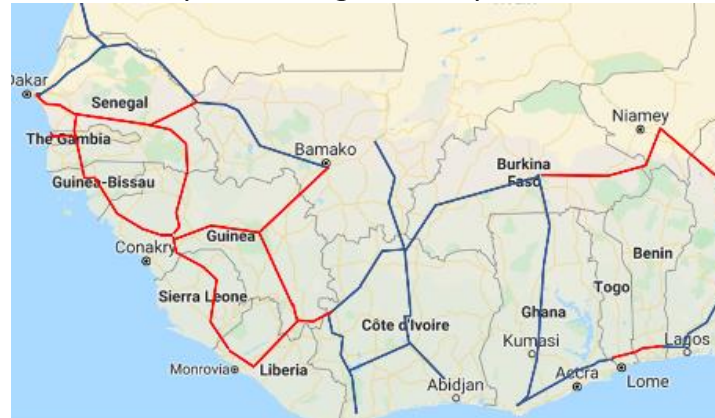 Dakar
Senegal
The Gambia
Guinea-Bissau
Bamako
Niamey
Burkina
Faso
Conakry
Guinea
Benin
Sierra Leone
Togo
Côte d'Ivoire
Ghana
Kumasi
Lagos
Monrovia
Liberia
Abidjan
Accra
Lome